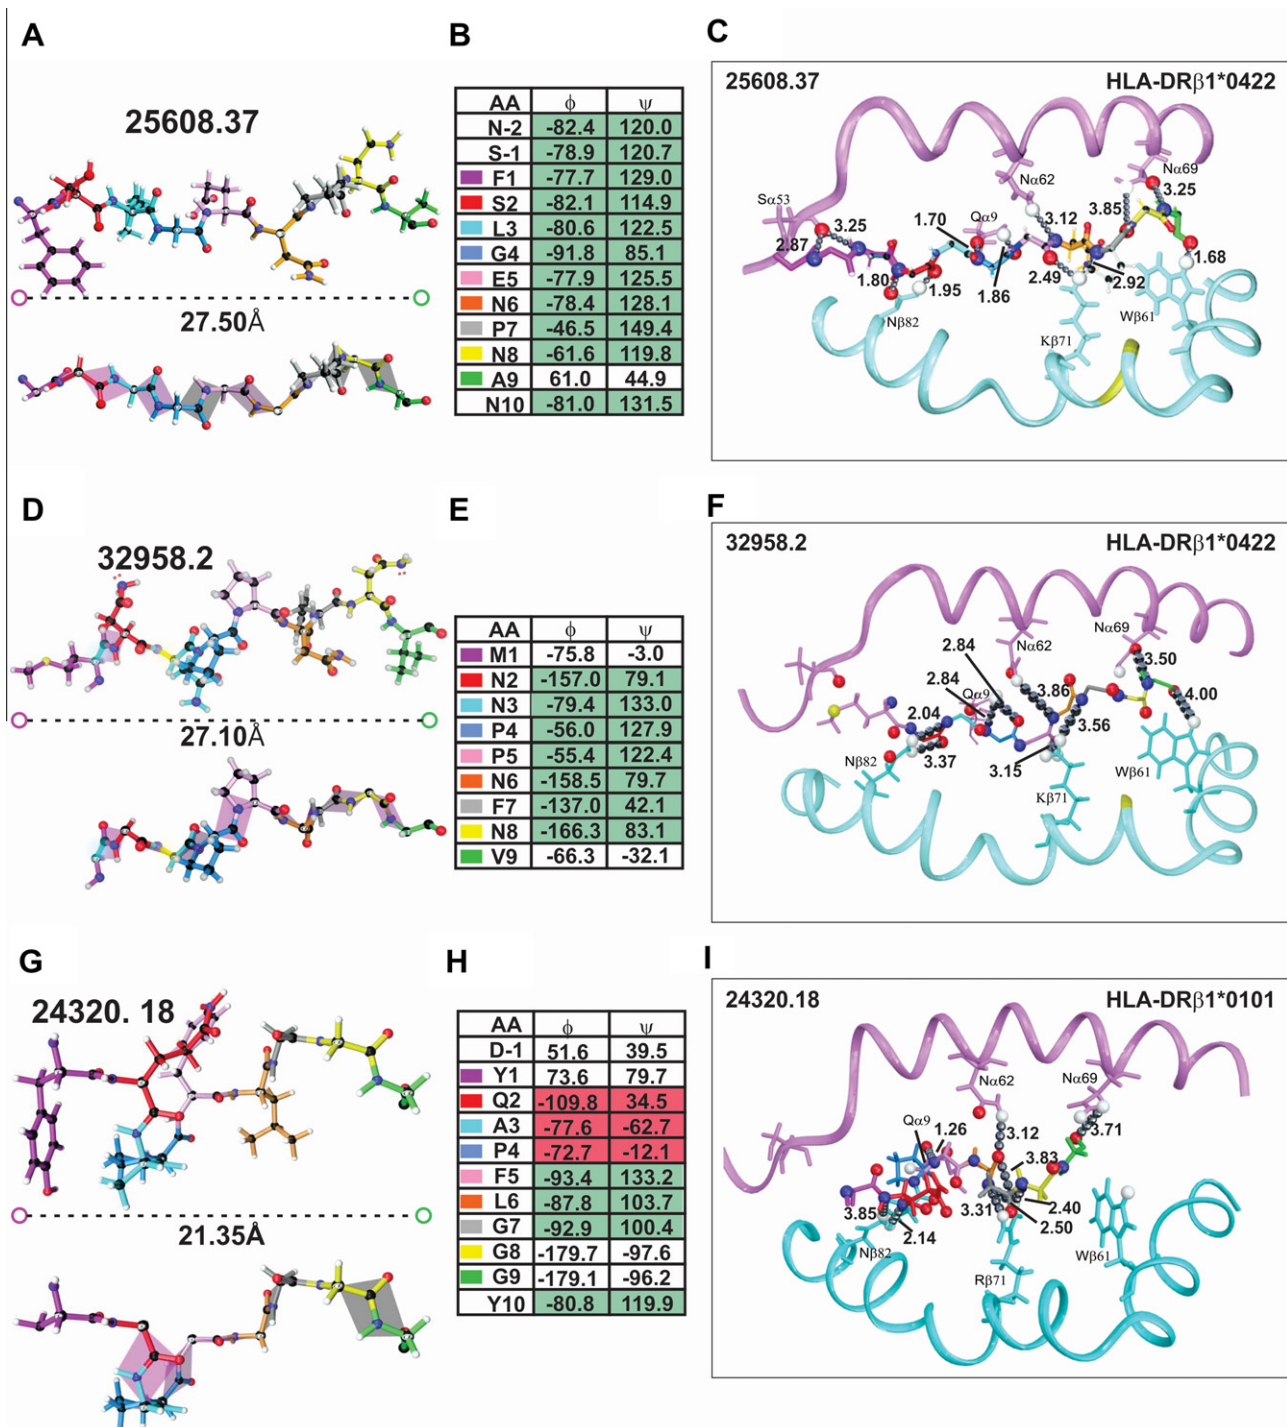 A
25608.37
27.50Å
B
AA ϕ ψ
N-2 -82.4 120.0
S-1 -78.9 120.7
F1 -77.7 129.0
S2 -82.1 114.9
L3 -80.6 122.5
G4 -91.8 85.1
E5 -77.9 125.5
N6 -78.4 128.1
P7 -46.5 149.4
N8 -61.6 119.8
A9 61.0 44.9
N10 -81.0 131.5
C
25608.37 HLA-DRβ1*0422
Nα62
Nα69
3.25
Sα53
3.85
3.25
1.70
Qα9
3.12
2.87
1.68
1.80
1.95
1.86
2.49
2.92
Nβ82
Kβ71
Wβ61
D
32958.2
27.10Å
E
AA ϕ ψ
M1 -75.8 -3.0
N2 -157.0 79.1
N3 -79.4 133.0
P4 -56.0 127.9
P5 -55.4 122.4
N6 -158.5 79.7
F7 -137.0 42.1
N8 -166.3 83.1
V9 -66.3 -32.1
F
32958.2 HLA-DRβ1*0422
Nα69
Nα62
2.84
3.50
2.84
Qα9
3.86
4.00
2.04
3.56
3.37
3.15
Nβ82
Kβ71
Wβ61
G
24320. 18
21.35Å
H
AA ϕ ψ
D-1 51.6 39.5
Y1 73.6 79.7
Q2 -109.8 34.5
A3 -77.6 -62.7
P4 -72.7 -12.1
F5 -93.4 133.2
L6 -87.8 103.7
G7 -92.9 100.4
G8 -179.7 -97.6
G9 -179.1 -96.2
Y10 -80.8 119.9
I
24320.18 HLA-DRβ1*0101
Nα62
Nα69
Qα9
1.26
3.12
3.71
3.83
3.85
3.31
2.40
2.50
2.14
Nβ82
Rβ71
Wβ61